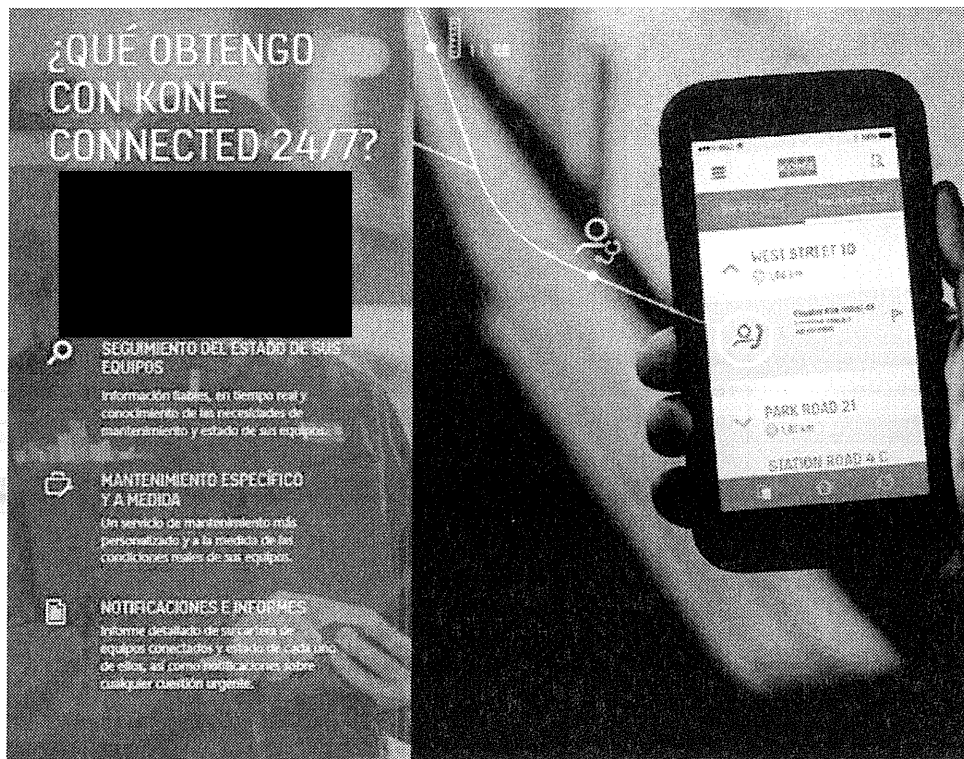 ¿QUÉ OBTENGO
CON KONE
CONNECTED 24/7?
SEGUIMIENTO DEL ESTADO DE SUS
EQUIPOS
Información fiables, en tiempo real y
conocimiento de las necesidades de
mantenimiento y estado de sus equipos.
MANTENIMIENTO ESPECÍFICO
Y A MEDIDA
Un servicio de mantenimiento más
personalizado y a la medida de las
condiciones reales de sus equipos.
NOTIFICACIONES E INFORMES
Informe detallado de su cartera de
equipos conectados y estado de cada uno
de ellos, así como notificaciones sobre
cualquier cuestión urgente.
WEST STREET 10
PARK ROAD 21
STATION ROAD 4 C